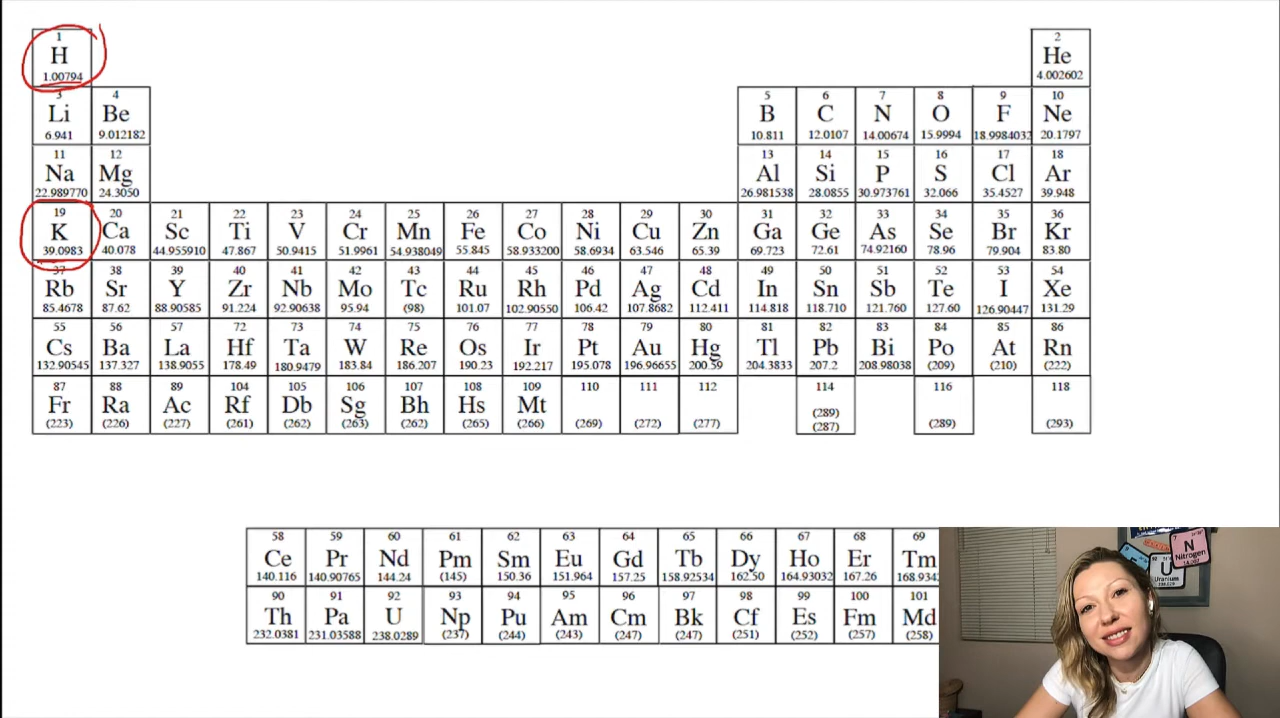 1 2
H He
1.00794 4.002602
3 4 5 6 7 8 9 10
Li Be B C N O F Ne
6.941 9.012182 10.811 12.0107 14.00674 15.9994 18.9984032 20.1797
11 12 13 14 15 16 17 18
Na Mg Al Si P S Cl Ar
22.989770 24.3050 26.981538 28.0855 30.973761 32.066 35.4527 39.948
19 20 21 22 23 24 25 26 27 28 29 30 31 32 33 34 35 36
K Ca Sc Ti V Cr Mn Fe Co Ni Cu Zn Ga Ge As Se Br Kr
39.0983 40.078 44.955910 47.867 50.9415 51.9961 54.938049 55.845 58.933200 58.6934 63.546 65.39 69.723 72.61 74.92160 78.96 79.904 83.80
37 38 39 40 41 42 43 44 45 46 47 48 49 50 51 52 53 54
Rb Sr Y Zr Nb Mo Tc Ru Rh Pd Ag Cd In Sn Sb Te I Xe
85.4678 87.62 88.90585 91.224 92.90638 95.94 (98) 101.07 102.90550 106.42 107.8682 112.411 114.818 118.710 121.760 127.60 126.90447 131.29
55 56 57 72 73 74 75 76 77 78 79 80 81 82 83 84 85 86
Cs Ba La Hf Ta W Re Os Ir Pt Au Hg Tl Pb Bi Po At Rn
132.90545 137.327 138.9055 178.49 180.9479 183.84 186.207 190.23 192.217 195.078 196.96655 200.59 204.3833 207.2 208.98038 (209) (210) (222)
87 88 89 104 105 106 107 108 109 110 111 112 114 116 118
Fr Ra Ac Rf Db Sg Bh Hs Mt
(289)
(223) (226) (227) (261) (262) (263) (262) (265) (266) (269) (272) (277) (287) (289) (293)
58 59 60 61 62 63 64 65 66 67 68 69
Ce Pr Nd Pm Sm Eu Gd Tb Dy Ho Er Tm
140.116 140.90765 144.24 (145) 150.36 151.964 157.25 158.92534 162.50 164.93032 167.26 168.934
90 91 92 93 94 95 96 97 98 99 100 101
Th Pa U Np Pu Am Cm Bk Cf Es Fm Md
232.0381 231.03588 238.0289 (237) (244) (243) (247) (247) (251) (252) (257) (258)
7
N
Nitrogen
U
Uranium